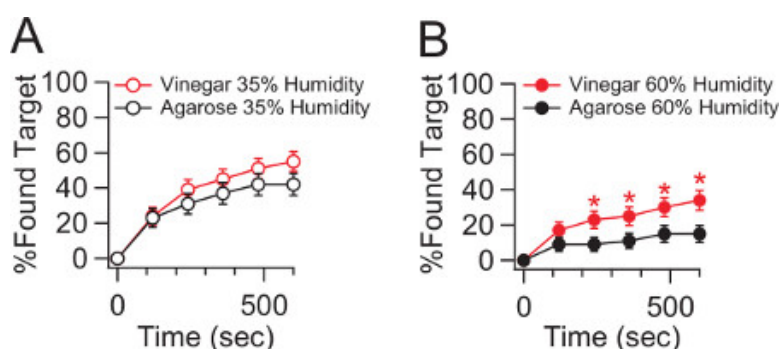 A
%Found Target
100
80
60
40
20
0
Vinegar 35% Humidity
Agarose 35% Humidity
0
500
Time (sec)
B
%Found Target
100
80
60
40
20
0
Vinegar 60% Humidity
Agarose 60% Humidity
* * * *
0
500
Time (sec)